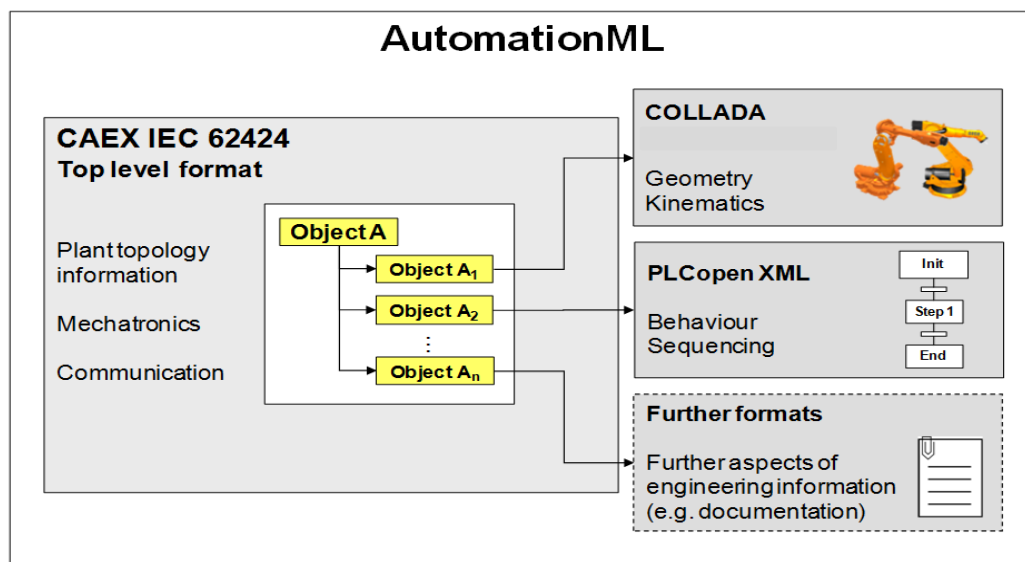 AutomationML
CAEX IEC 62424
Top level format
Plant topology
information
Mechatronics
Communication
Object A
Object A₁
Object A₂
⋮
Object Aₙ
COLLADA
Geometry
Kinematics
PLCopen XML
Behaviour
Sequencing
Init
Step 1
End
Further formats
Further aspects of
engineering information
(e.g. documentation)